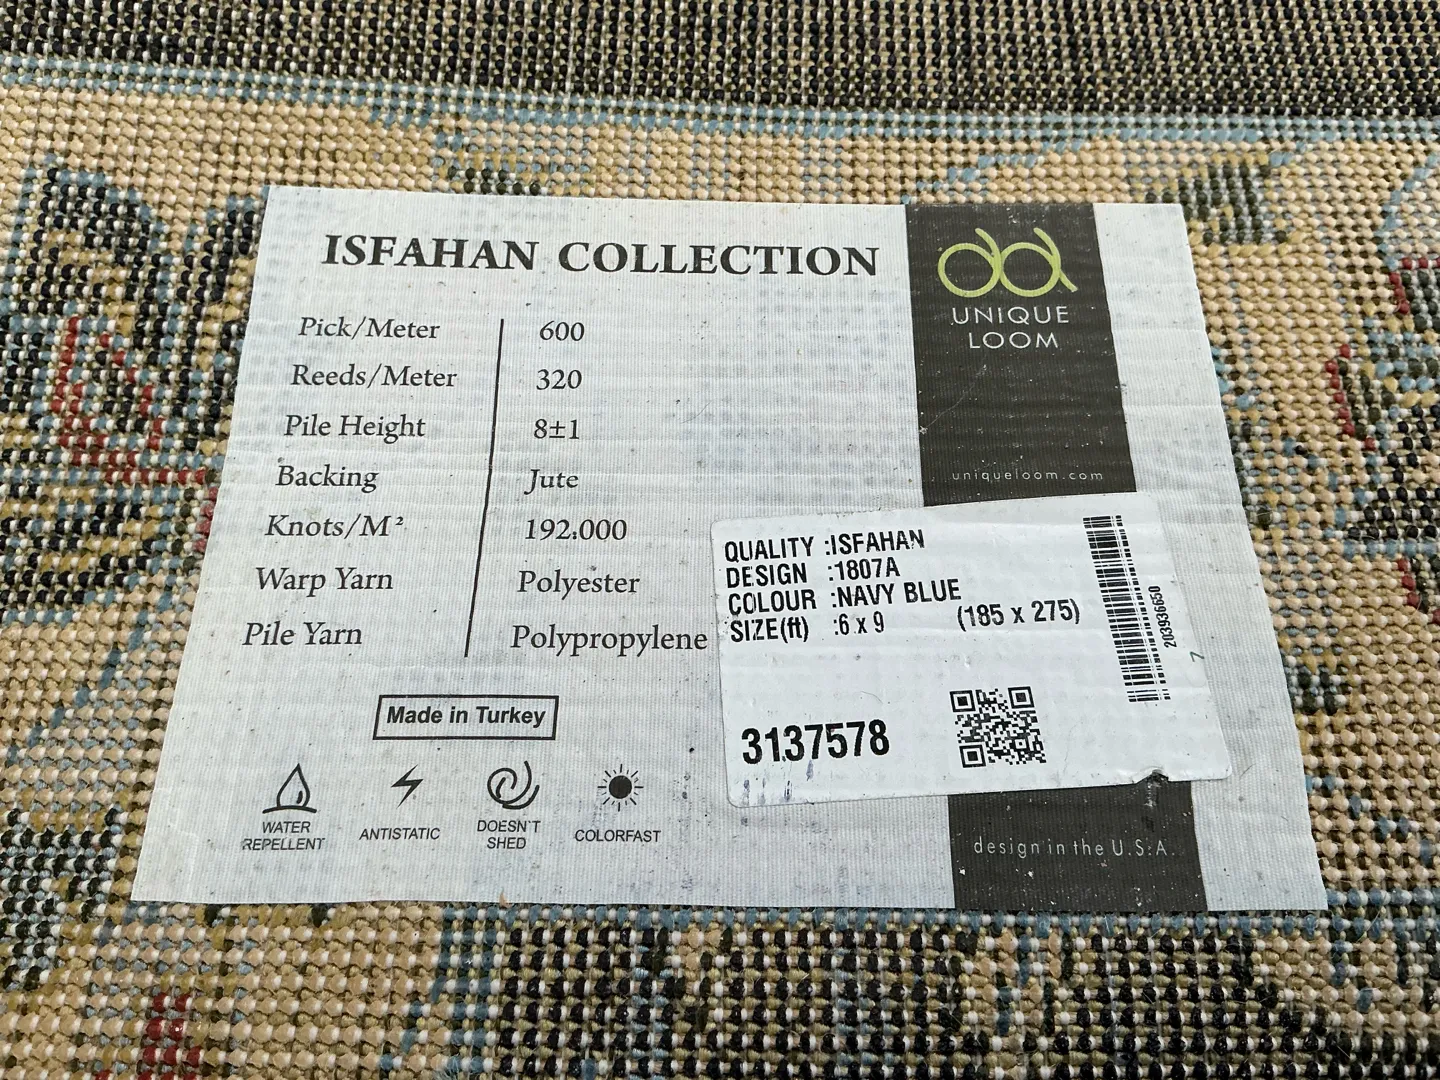 ISFAHAN COLLECTION
Pick/Meter 600
Reeds/Meter 320
Pile Height 8±1
Backing Jute
Knots/M² 192.000
Warp Yarn Polyester
Pile Yarn Polypropylene
Made in Turkey
WATER
REPELLENT
ANTISTATIC
DOESN'T
SHED
COLORFAST
UNIQUE
LOOM
uniqueloom.com
QUALITY :ISFAHAN
DESIGN :1807A
COLOUR :NAVY BLUE
SIZE(ft) :6 x 9 (185 x 275)
3137578
203936650
design in the U.S.A.